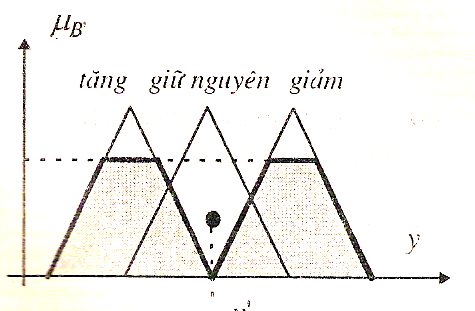 μB'
tăng giữ nguyên giảm
y